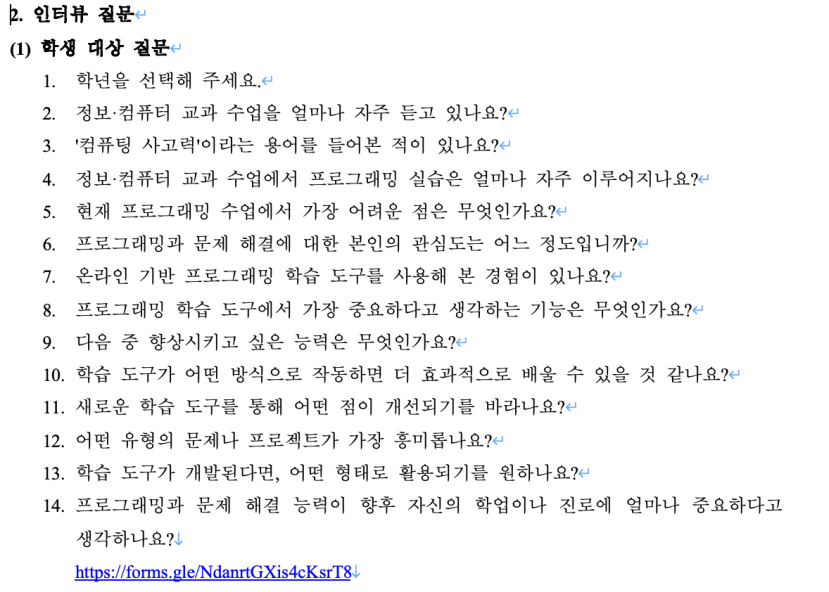 2. 인터뷰 질문
(1) 학생 대상 질문
1. 학년을 선택해 주세요.
2. 정보·컴퓨터 교과 수업을 얼마나 자주 듣고 있나요?
3. '컴퓨팅 사고력'이라는 용어를 들어본 적이 있나요?
4. 정보·컴퓨터 교과 수업에서 프로그래밍 실습은 얼마나 자주 이루어지나요?
5. 현재 프로그래밍 수업에서 가장 어려운 점은 무엇인가요?
6. 프로그래밍과 문제 해결에 대한 본인의 관심도는 어느 정도입니까?
7. 온라인 기반 프로그래밍 학습 도구를 사용해 본 경험이 있나요?
8. 프로그래밍 학습 도구에서 가장 중요하다고 생각하는 기능은 무엇인가요?
9. 다음 중 향상시키고 싶은 능력은 무엇인가요?
10. 학습 도구가 어떤 방식으로 작동하면 더 효과적으로 배울 수 있을 것 같나요?
11. 새로운 학습 도구를 통해 어떤 점이 개선되기를 바라나요?
12. 어떤 유형의 문제나 프로젝트가 가장 흥미롭나요?
13. 학습 도구가 개발된다면, 어떤 형태로 활용되기를 원하나요?
14. 프로그래밍과 문제 해결 능력이 향후 자신의 학업이나 진로에 얼마나 중요하다고
생각하나요?
https://forms.gle/NdanrtGXis4cKsrT8